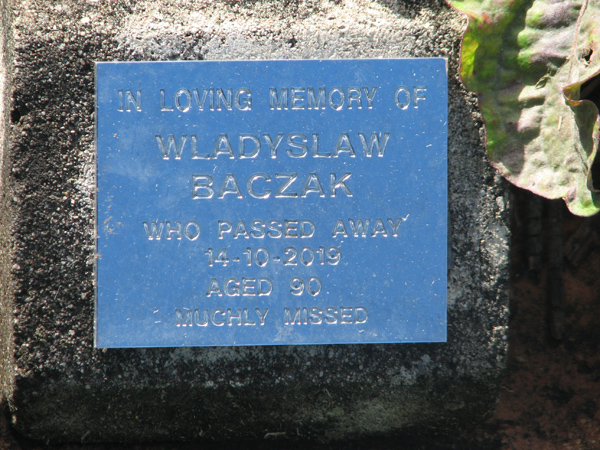 IN LOVING MEMORY OF
WLADYSLAW
BACZAK
WHO PASSED AWAY
14-10-2019
AGED 90
MUCHLY MISSED